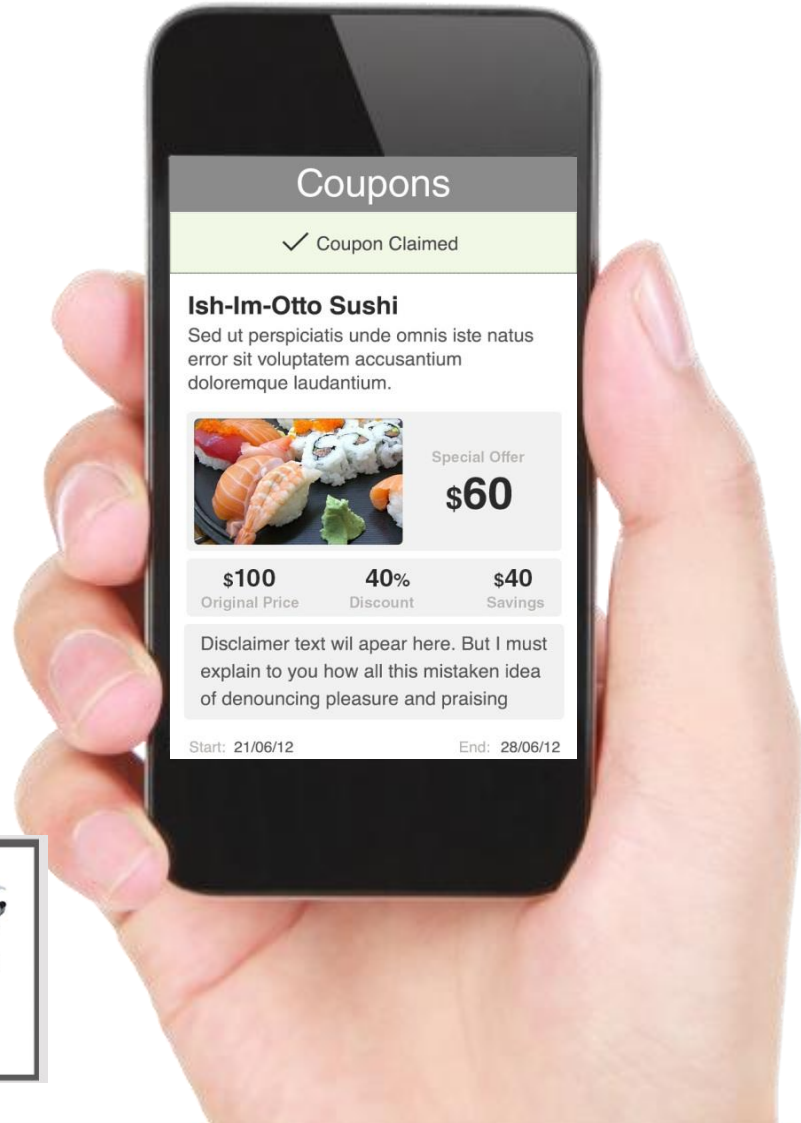 Coupons
Coupon Claimed
Ish-Im-Otto Sushi
Sed ut perspiciatis unde omnis iste natus
error sit voluptatem accusantium
doloremque laudantium.
Special Offer
$60
$100 40% $40
Original Price Discount Savings
Disclaimer text wil apear here. But I must
explain to you how all this mistaken idea
of denouncing pleasure and praising
Start: 21/06/12 End: 28/06/12